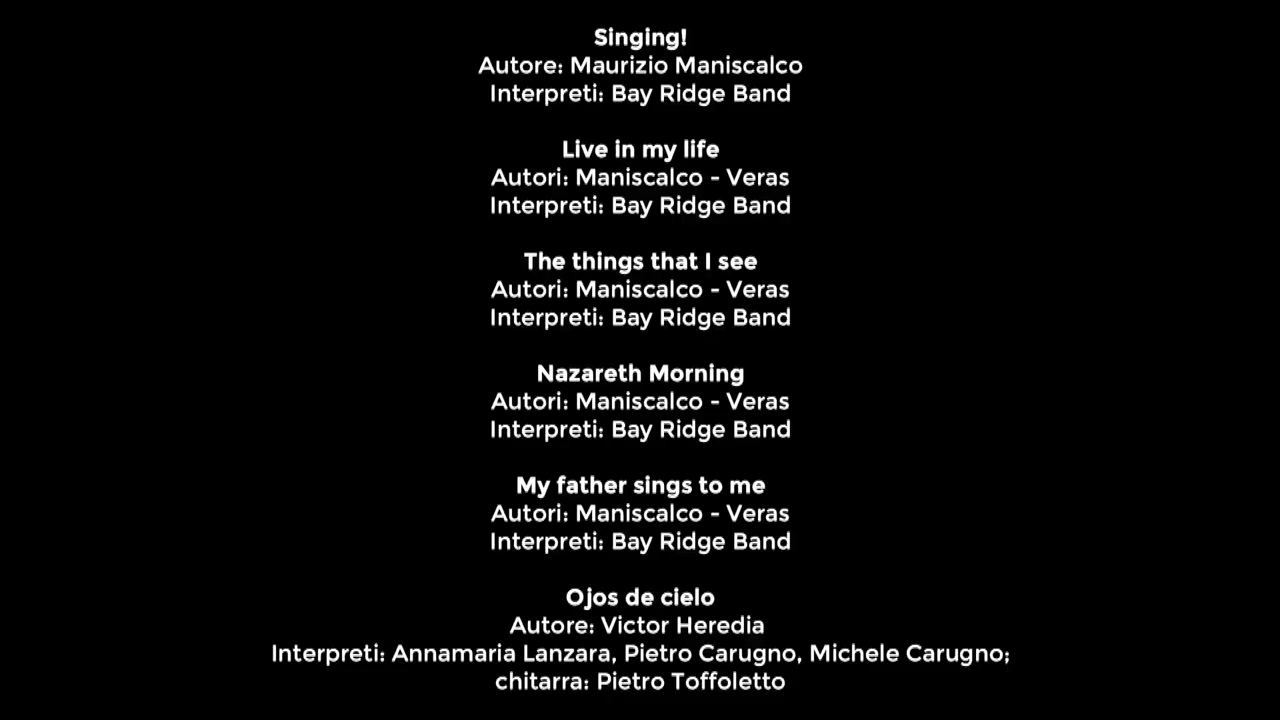 Singing!
Autore: Maurizio Maniscalco
Interpreti: Bay Ridge Band
Live in my life
Autori: Maniscalco - Veras
Interpreti: Bay Ridge Band
The things that I see
Autori: Maniscalco - Veras
Interpreti: Bay Ridge Band
Nazareth Morning
Autori: Maniscalco - Veras
Interpreti: Bay Ridge Band
My father sings to me
Autori: Maniscalco - Veras
Interpreti: Bay Ridge Band
Ojos de cielo
Autore: Victor Heredia
Interpreti: Annamaria Lanzara, Pietro Carugno, Michele Carugno;
chitarra: Pietro Toffoletto